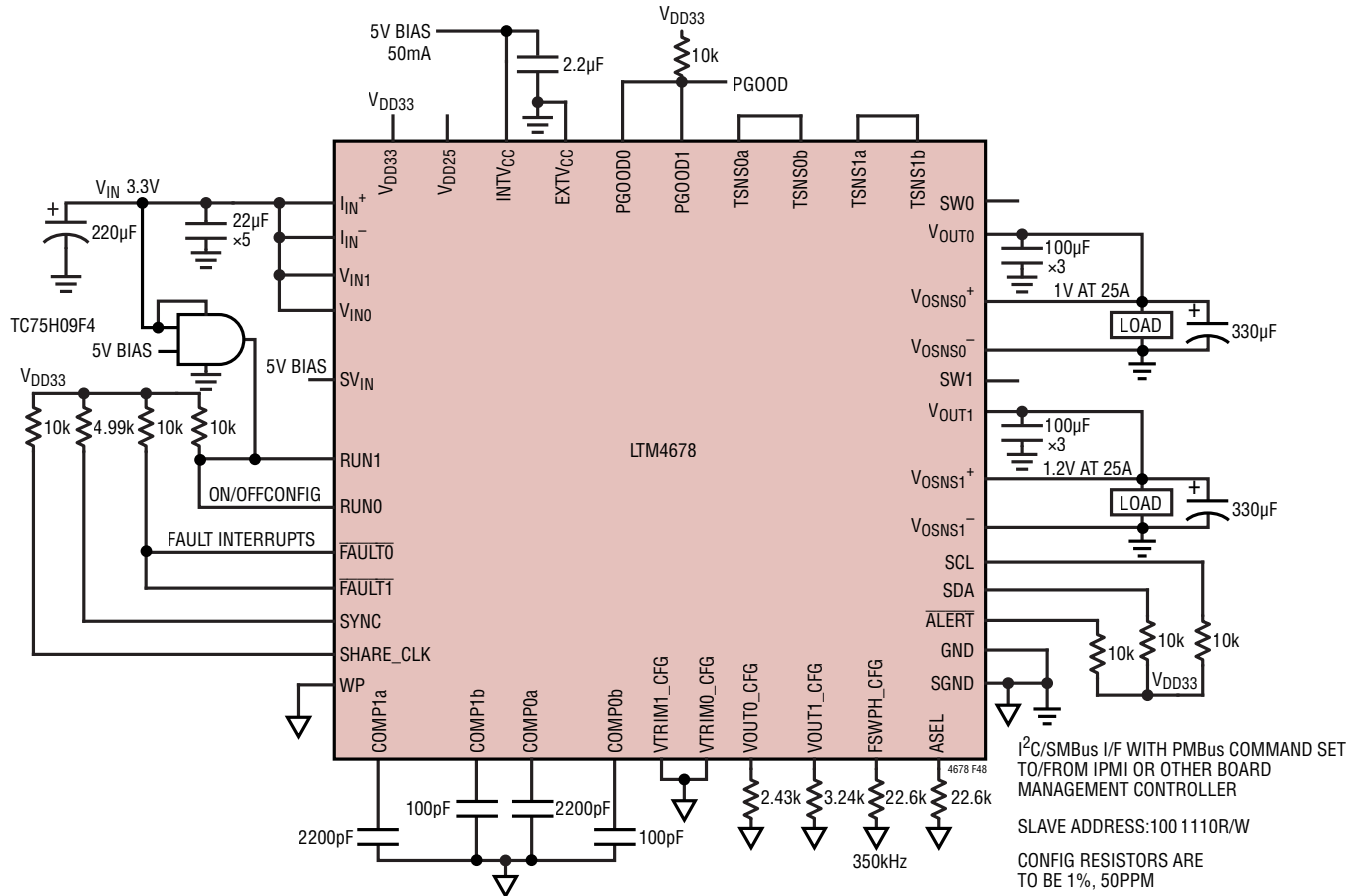 5V BIAS
50mA
2.2µF
VDD33
10k
PGOOD
VDD33
VDD33
VDD25
INTVCC
EXTVCC
PGOOD0
PGOOD1
TSNS0a
TSNS0b
TSNS1a
TSNS1b
VIN 3.3V
+
220µF
22µF
×5
IIN+
IIN−
VIN1
VIN0
TC75H09F4
5V BIAS
5V BIAS
SVIN
VDD33
10k
4.99k
10k
10k
RUN1
ON/OFFCONFIG
RUN0
FAULT INTERRUPTS
FAULT0
FAULT1
SYNC
SHARE_CLK
WP
LTM4678
SW0
VOUT0
100µF
×3
VOSNS0+
1V AT 25A
LOAD
+
330µF
VOSNS0−
SW1
VOUT1
100µF
×3
VOSNS1+
1.2V AT 25A
LOAD
+
330µF
VOSNS1−
SCL
SDA
ALERT
GND
SGND
10k
10k
10k
VDD33
COMP1a
COMP1b
COMP0a
COMP0b
VTRIM1_CFG
VTRIM0_CFG
VOUT0_CFG
VOUT1_CFG
FSWPH_CFG
ASEL
4678 F48
2200pF
100pF
2200pF
100pF
2.43k
3.24k
22.6k
22.6k
350kHz
I2C/SMBus I/F WITH PMBus COMMAND SET
TO/FROM IPMI OR OTHER BOARD
MANAGEMENT CONTROLLER
SLAVE ADDRESS:100 1110R/W
CONFIG RESISTORS ARE
TO BE 1%, 50PPM